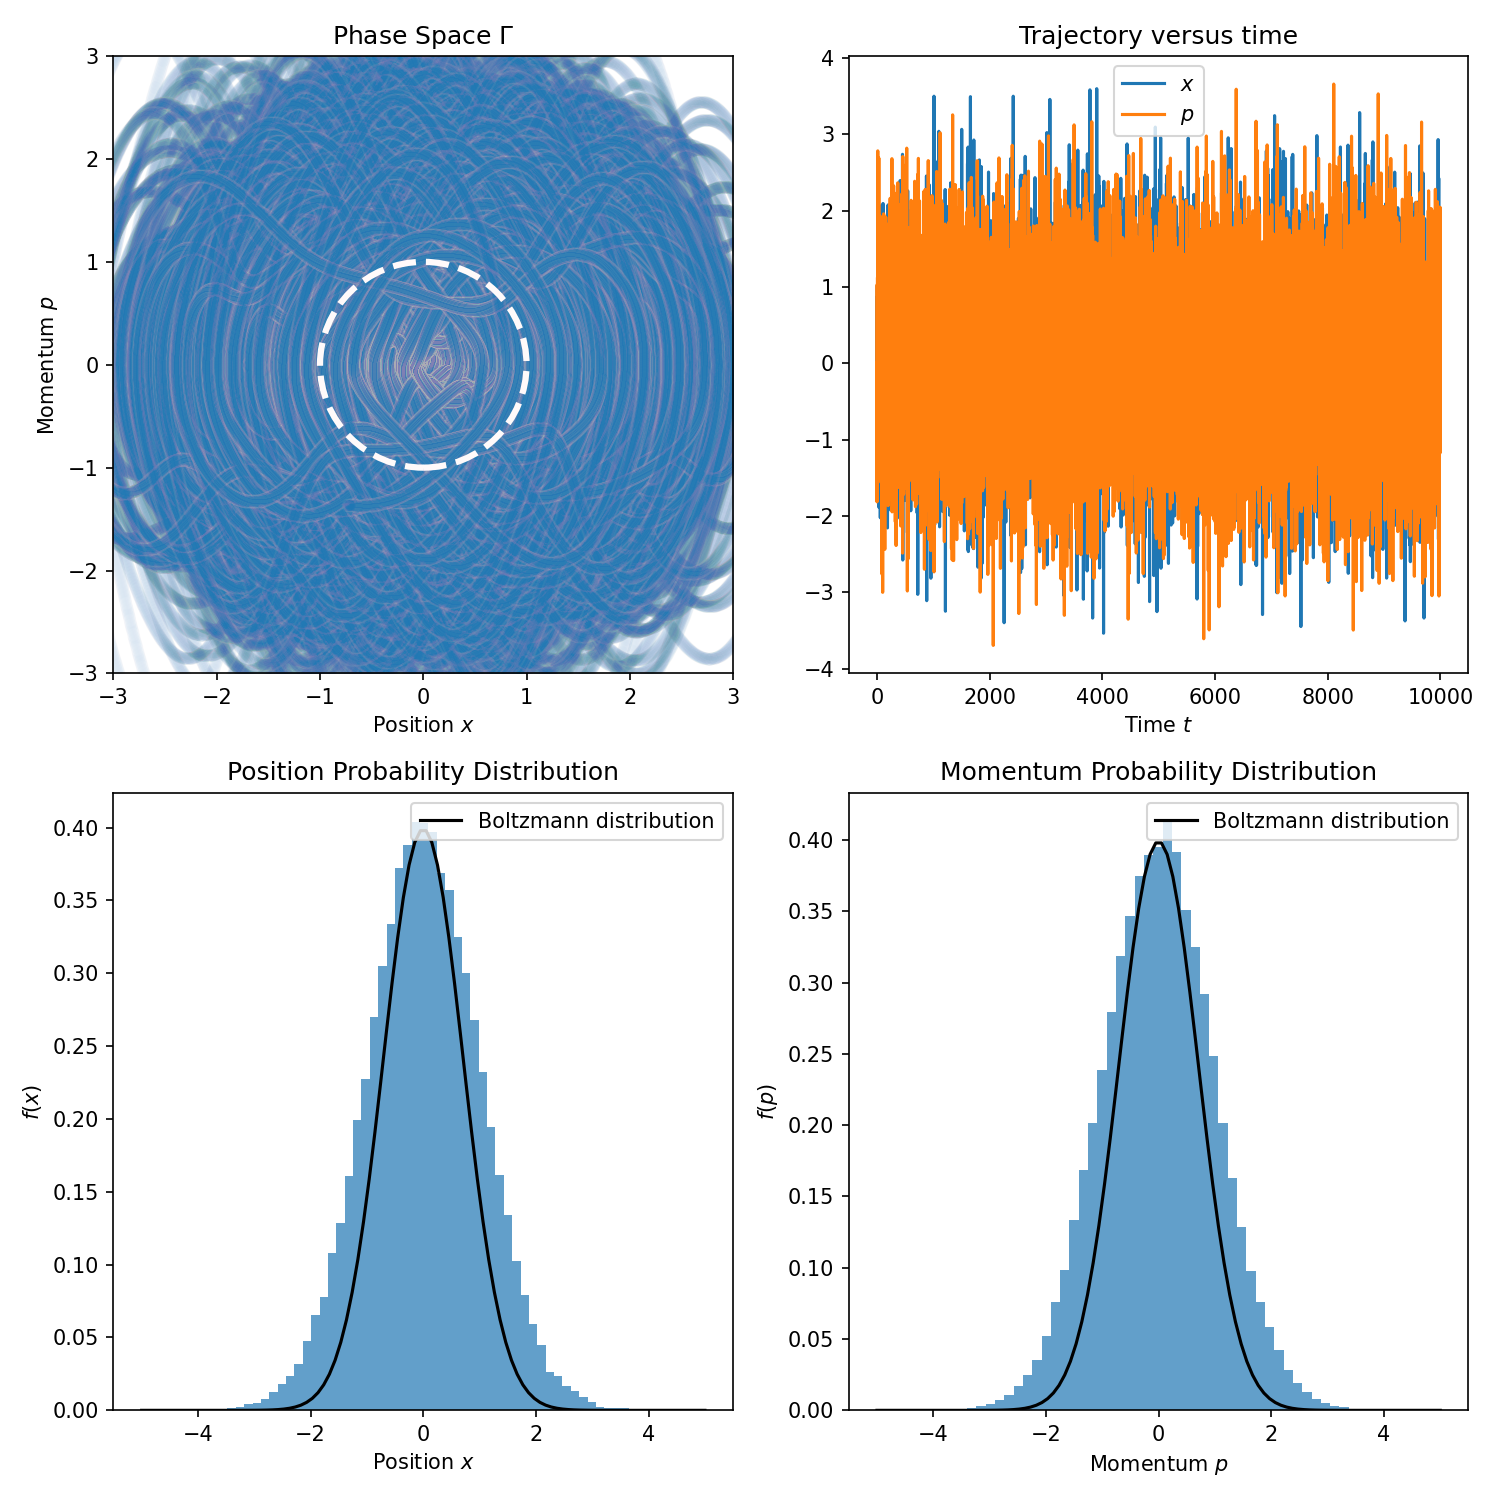 Phase Space Γ
3
2
1
0
−1
−2
−3
Momentum p
−3 −2 −1 0 1 2 3
Position x
Trajectory versus time
x
p
4
3
2
1
0
−1
−2
−3
−4
0 2000 4000 6000 8000 10000
Time t
Position Probability Distribution
Boltzmann distribution
0.40
0.35
0.30
0.25
0.20
0.15
0.10
0.05
0.00
f(x)
−4 −2 0 2 4
Position x
Momentum Probability Distribution
Boltzmann distribution
0.40
0.35
0.30
0.25
0.20
0.15
0.10
0.05
0.00
f(p)
−4 −2 0 2 4
Momentum p